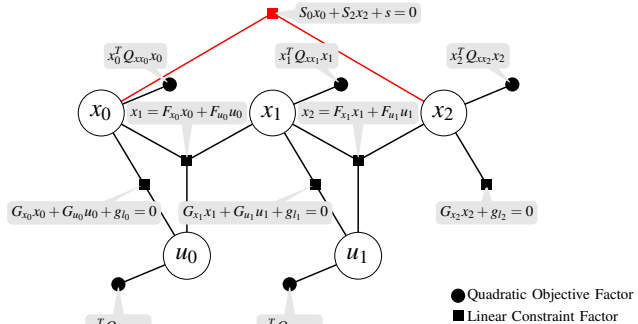 S_0x_0 + S_2x_2 + s = 0
x_0^T Q_{xx_0} x_0
x_1^T Q_{xx_1} x_1
x_2^T Q_{xx_2} x_2
x_0
x_1 = F_{x_0}x_0 + F_{u_0}u_0
x_1
x_2 = F_{x_1}x_1 + F_{u_1}u_1
x_2
G_{x_0}x_0 + G_{u_0}u_0 + g_{l_0} = 0
G_{x_1}x_1 + G_{u_1}u_1 + g_{l_1} = 0
G_{x_2}x_2 + g_{l_2} = 0
u_0
u_1
Quadratic Objective Factor
Linear Constraint Factor